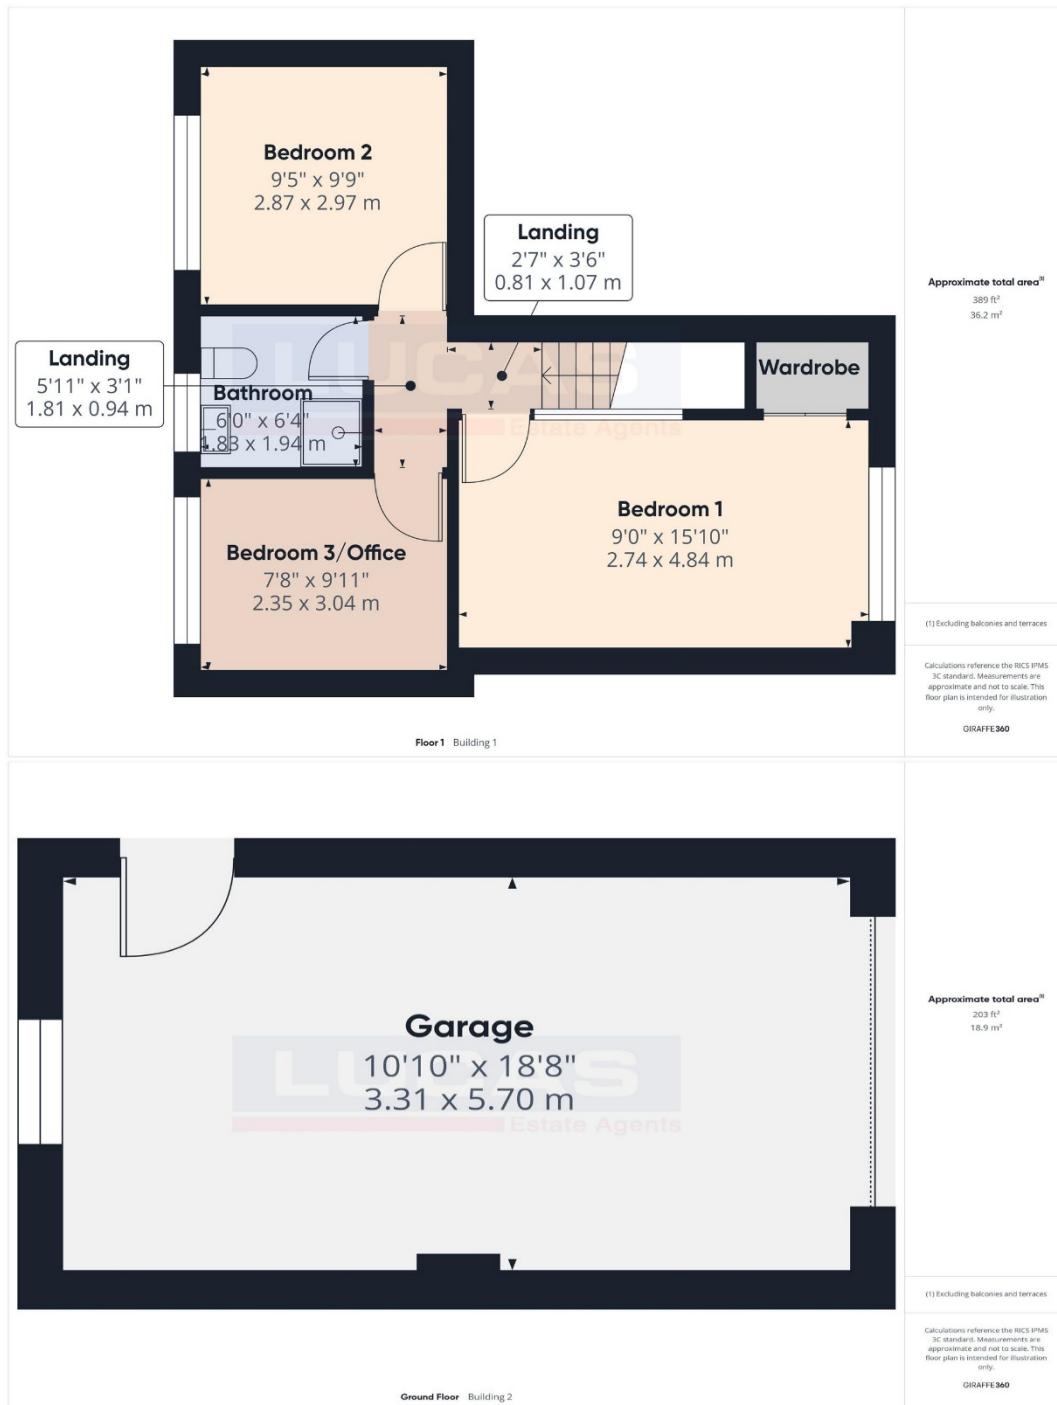 Bedroom 2
9'5" x 9'9"
2.87 x 2.97 m
Landing
2'7" x 3'6"
0.81 x 1.07 m
Landing
5'11" x 3'1"
1.81 x 0.94 m
Bathroom
6'0" x 6'4"
1.83 x 1.94 m
Wardrobe
LUCAS
Estate Agents
Bedroom 1
9'0" x 15'10"
2.74 x 4.84 m
Bedroom 3/Office
7'8" x 9'11"
2.35 x 3.04 m
Floor 1 Building 1
Approximate total area(1)
389 ft²
36.2 m²
(1) Excluding balconies and terraces
Calculations reference the RICS IPMS
3C standard. Measurements are
approximate and not to scale. This
floor plan is intended for illustration
only.
GIRAFFE360
Garage
10'10" x 18'8"
3.31 x 5.70 m
LUCAS
Estate Agents
Ground Floor Building 2
Approximate total area(1)
203 ft²
18.9 m²
(1) Excluding balconies and terraces
Calculations reference the RICS IPMS
3C standard. Measurements are
approximate and not to scale. This
floor plan is intended for illustration
only.
GIRAFFE360